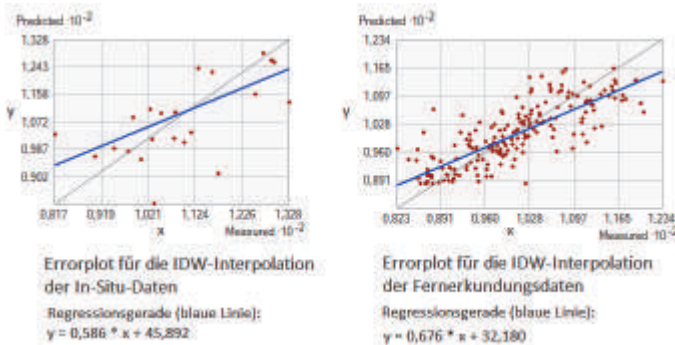 Predicted ·10⁻²
1,328
1,243
1,158
1,072
0,987
0,902
y
0,817 0,919 1,021 1,124 1,226 1,328
x
Measured ·10⁻²
Errorplot für die IDW-Interpolation
der In-Situ-Daten
Regressionsgerade (blaue Linie):
y = 0,586 * x + 45,892
Predicted ·10⁻²
1,234
1,165
1,097
1,028
0,960
0,891
y
0,823 0,891 0,960 1,028 1,097 1,165 1,234
x
Measured ·10⁻²
Errorplot für die IDW-Interpolation
der Fernerkundungsdaten
Regressionsgerade (blaue Linie):
y = 0,676 * x + 32,180